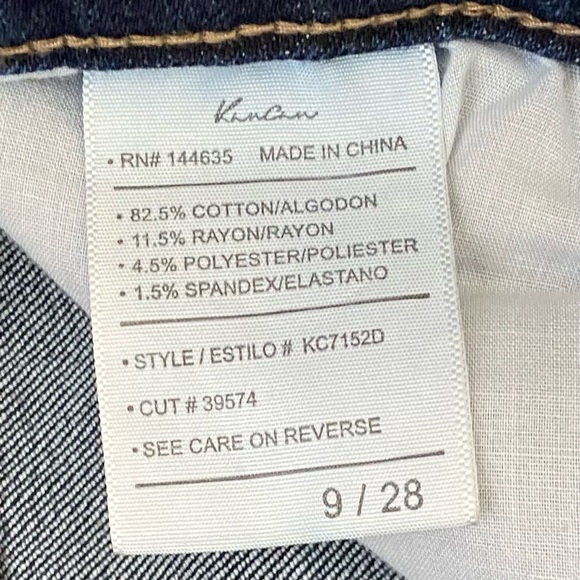 KanCan
• RN# 144635 MADE IN CHINA
• 82.5% COTTON/ALGODON
• 11.5% RAYON/RAYON
• 4.5% POLYESTER/POLIESTER
• 1.5% SPANDEX/ELASTANO
• STYLE / ESTILO # KC7152D
• CUT # 39574
• SEE CARE ON REVERSE
9 / 28